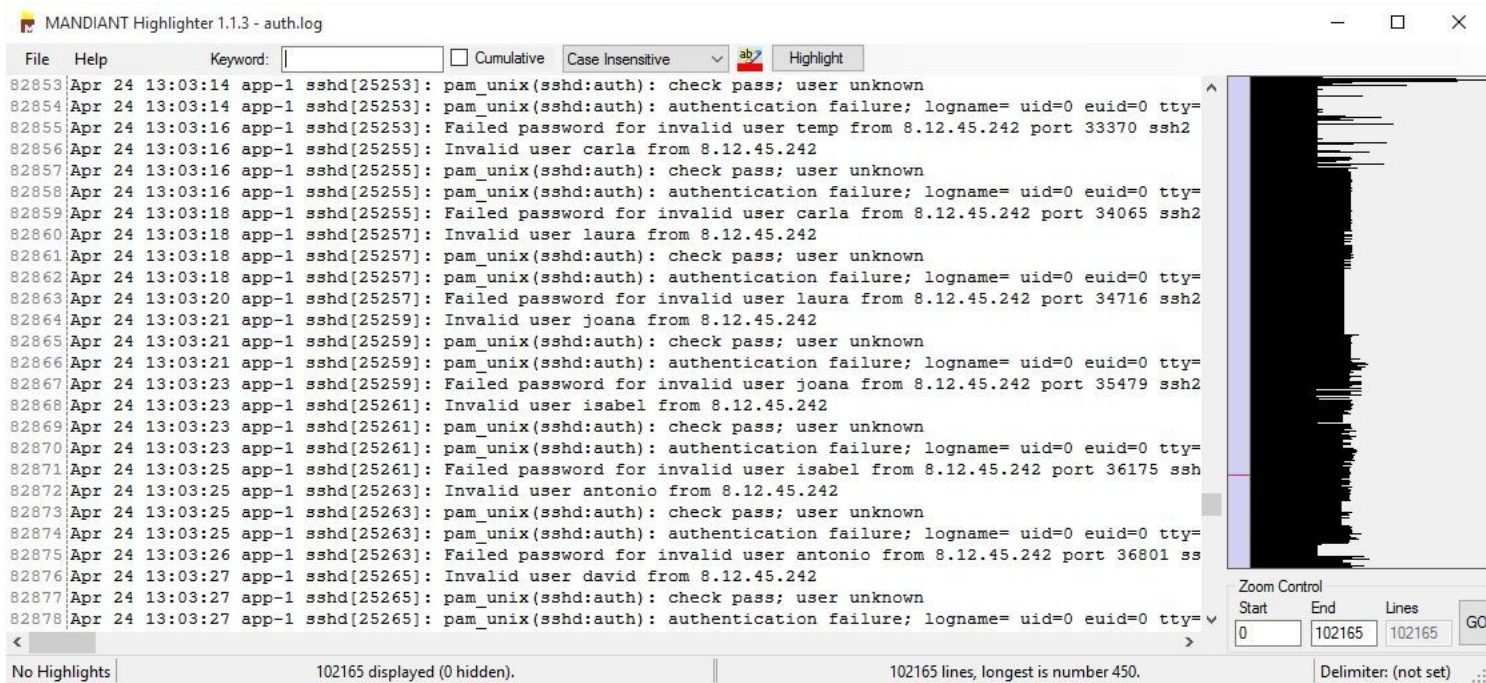 MANDIANT Highlighter 1.1.3 - auth.log
File Help Keyword: Cumulative Case Insensitive ab Highlight
82853 Apr 24 13:03:14 app-1 sshd[25253]: pam_unix(sshd:auth): check pass; user unknown
82854 Apr 24 13:03:14 app-1 sshd[25253]: pam_unix(sshd:auth): authentication failure; logname= uid=0 euid=0 tty=
82855 Apr 24 13:03:16 app-1 sshd[25253]: Failed password for invalid user temp from 8.12.45.242 port 33370 ssh2
82856 Apr 24 13:03:16 app-1 sshd[25255]: Invalid user carla from 8.12.45.242
82857 Apr 24 13:03:16 app-1 sshd[25255]: pam_unix(sshd:auth): check pass; user unknown
82858 Apr 24 13:03:16 app-1 sshd[25255]: pam_unix(sshd:auth): authentication failure; logname= uid=0 euid=0 tty=
82859 Apr 24 13:03:18 app-1 sshd[25255]: Failed password for invalid user carla from 8.12.45.242 port 34065 ssh2
82860 Apr 24 13:03:18 app-1 sshd[25257]: Invalid user laura from 8.12.45.242
82861 Apr 24 13:03:18 app-1 sshd[25257]: pam_unix(sshd:auth): check pass; user unknown
82862 Apr 24 13:03:18 app-1 sshd[25257]: pam_unix(sshd:auth): authentication failure; logname= uid=0 euid=0 tty=
82863 Apr 24 13:03:20 app-1 sshd[25257]: Failed password for invalid user laura from 8.12.45.242 port 34716 ssh2
82864 Apr 24 13:03:21 app-1 sshd[25259]: Invalid user joana from 8.12.45.242
82865 Apr 24 13:03:21 app-1 sshd[25259]: pam_unix(sshd:auth): check pass; user unknown
82866 Apr 24 13:03:21 app-1 sshd[25259]: pam_unix(sshd:auth): authentication failure; logname= uid=0 euid=0 tty=
82867 Apr 24 13:03:23 app-1 sshd[25259]: Failed password for invalid user joana from 8.12.45.242 port 35479 ssh2
82868 Apr 24 13:03:23 app-1 sshd[25261]: Invalid user isabel from 8.12.45.242
82869 Apr 24 13:03:23 app-1 sshd[25261]: pam_unix(sshd:auth): check pass; user unknown
82870 Apr 24 13:03:23 app-1 sshd[25261]: pam_unix(sshd:auth): authentication failure; logname= uid=0 euid=0 tty=
82871 Apr 24 13:03:25 app-1 sshd[25261]: Failed password for invalid user isabel from 8.12.45.242 port 36175 ssh
82872 Apr 24 13:03:25 app-1 sshd[25263]: Invalid user antonio from 8.12.45.242
82873 Apr 24 13:03:25 app-1 sshd[25263]: pam_unix(sshd:auth): check pass; user unknown
82874 Apr 24 13:03:25 app-1 sshd[25263]: pam_unix(sshd:auth): authentication failure; logname= uid=0 euid=0 tty=
82875 Apr 24 13:03:26 app-1 sshd[25263]: Failed password for invalid user antonio from 8.12.45.242 port 36801 ss
82876 Apr 24 13:03:27 app-1 sshd[25265]: Invalid user david from 8.12.45.242
82877 Apr 24 13:03:27 app-1 sshd[25265]: pam_unix(sshd:auth): check pass; user unknown
82878 Apr 24 13:03:27 app-1 sshd[25265]: pam_unix(sshd:auth): authentication failure; logname= uid=0 euid=0 tty=
Zoom Control
Start End Lines
0 102165 102165 GO
No Highlights 102165 displayed (0 hidden). 102165 lines, longest is number 450. Delimiter: (not set)